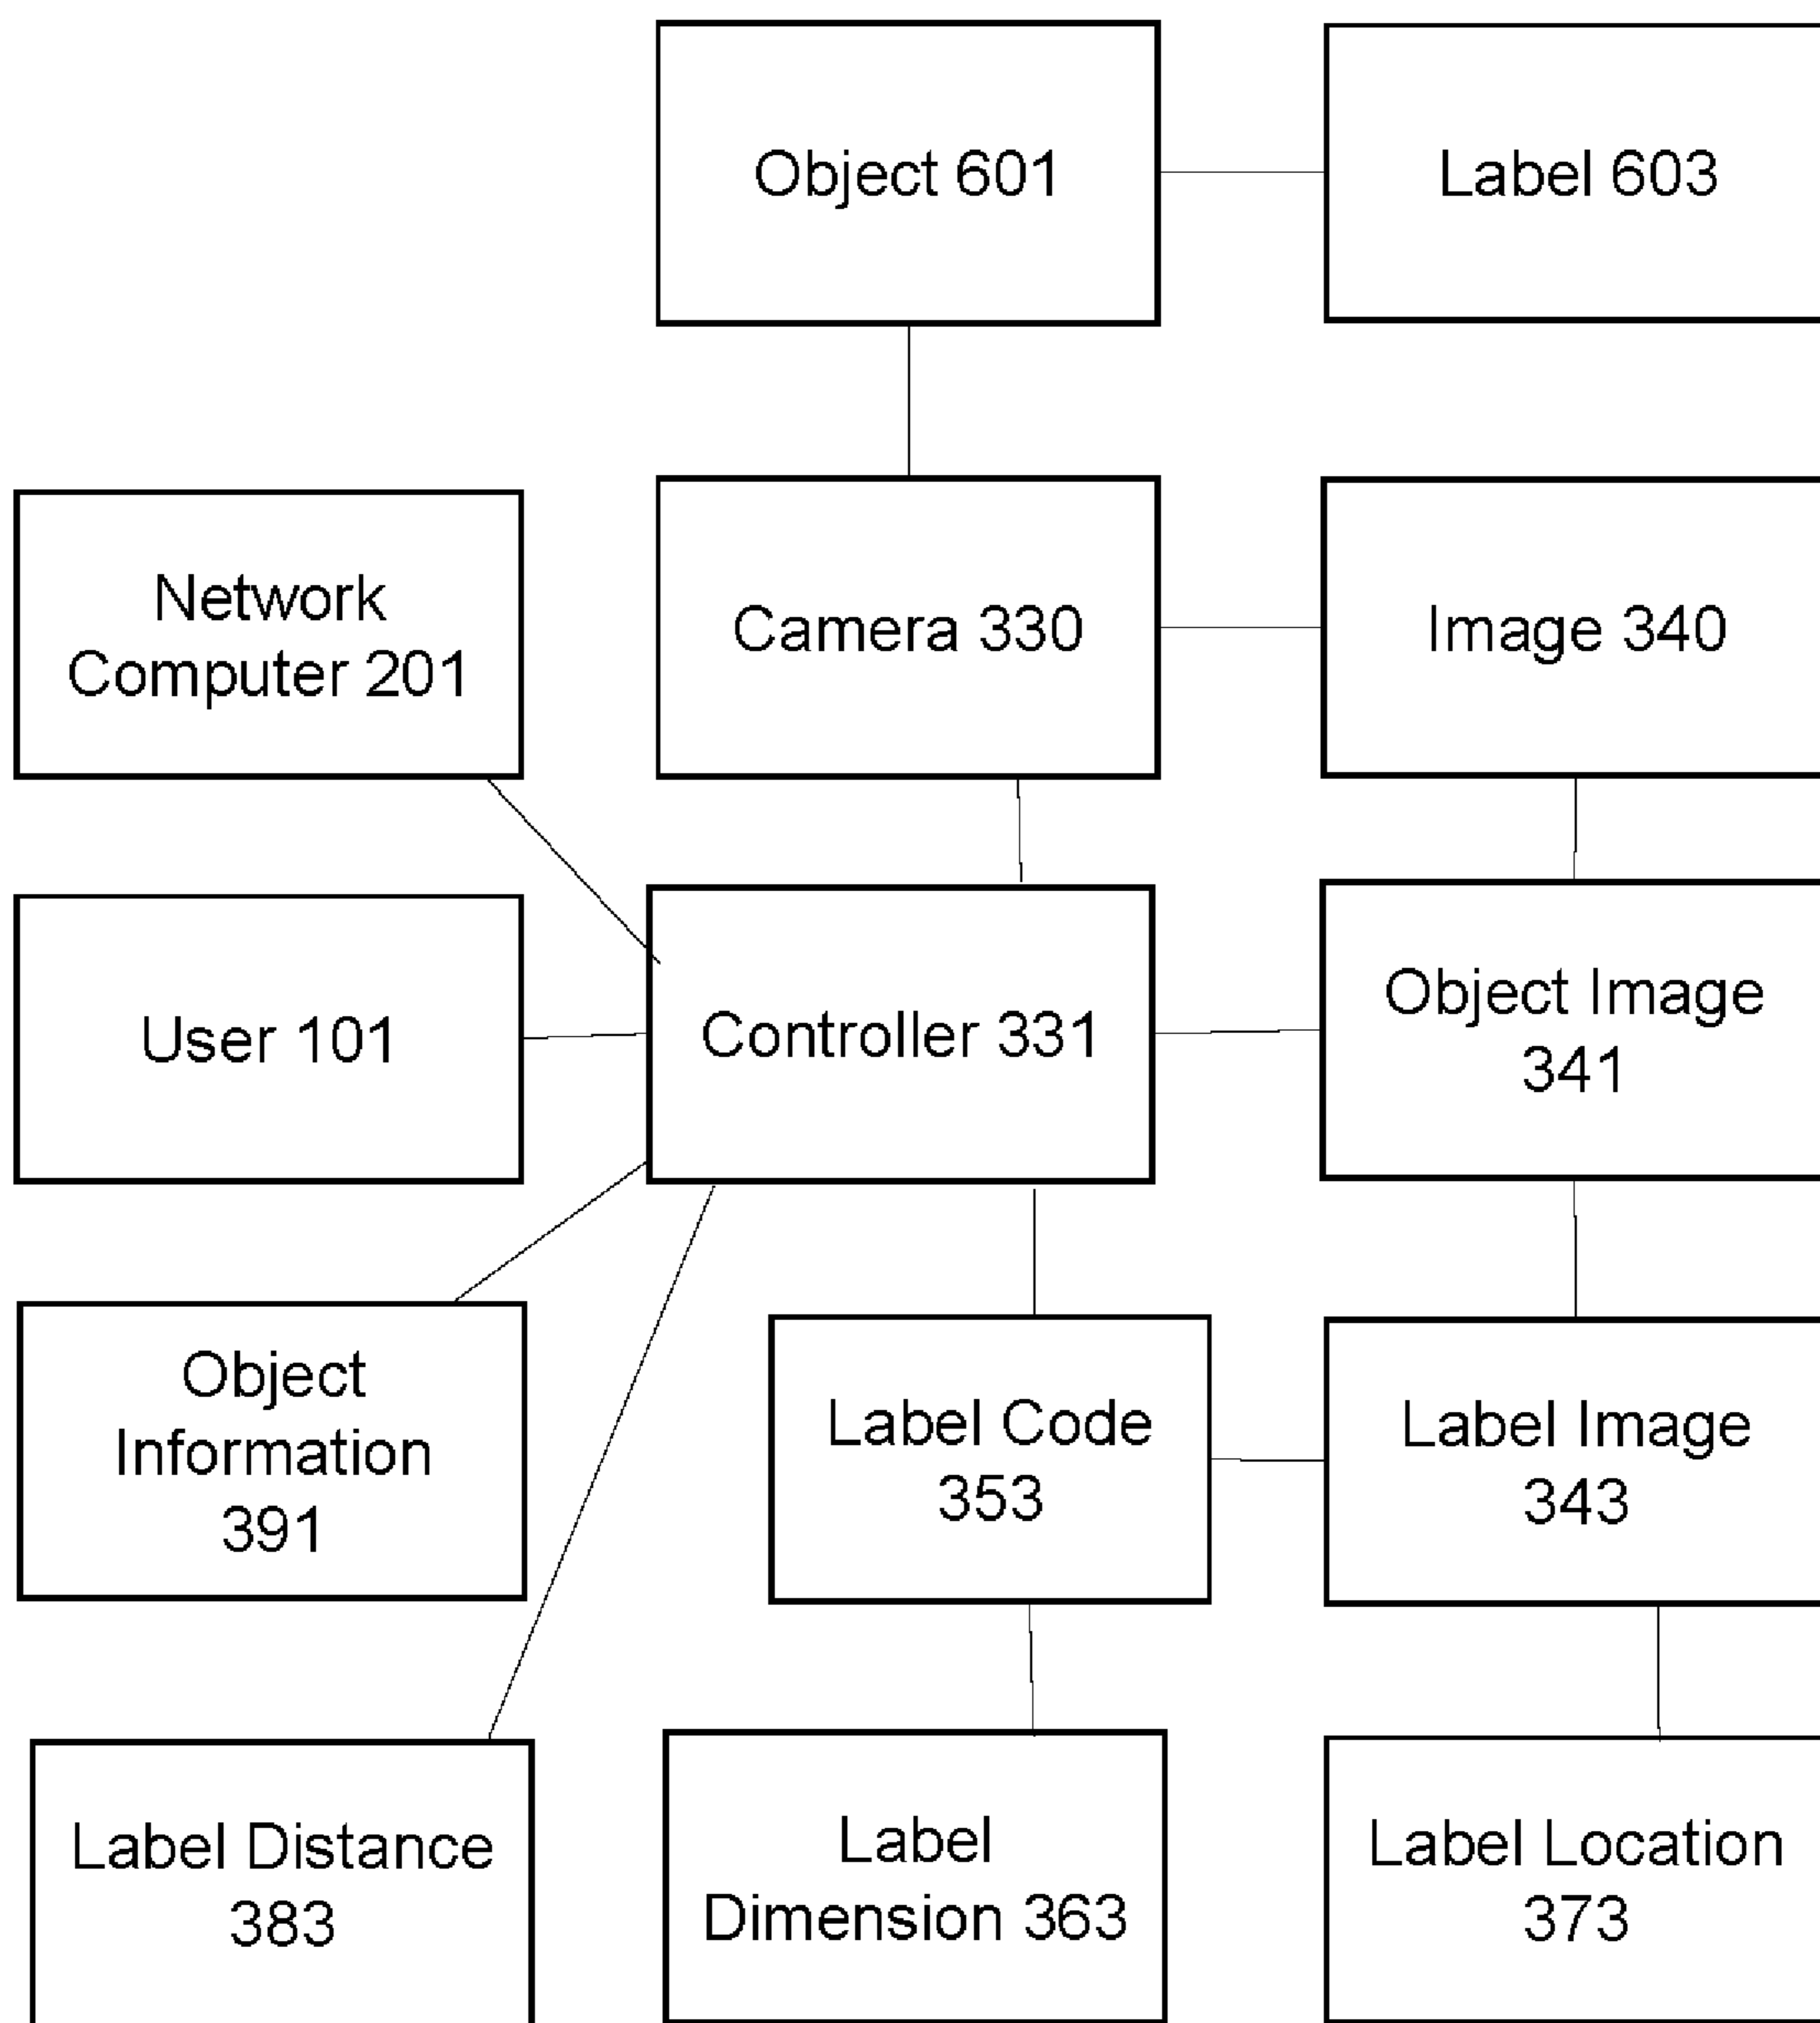 Object 601
Label 603
Network
Computer 201
Camera 330
Image 340
User 101
Controller 331
Object Image
341
Object
Information
391
Label Code
353
Label Image
343
Label Distance
383
Label
Dimension 363
Label Location
373